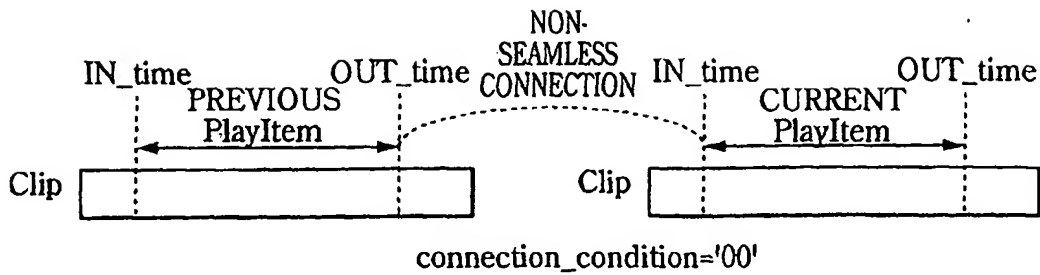 NON-
SEAMLESS
CONNECTION
IN_time
OUT_time
IN_time
OUT_time
PREVIOUS
PlayItem
CURRENT
PlayItem
Clip
Clip
connection_condition='00'